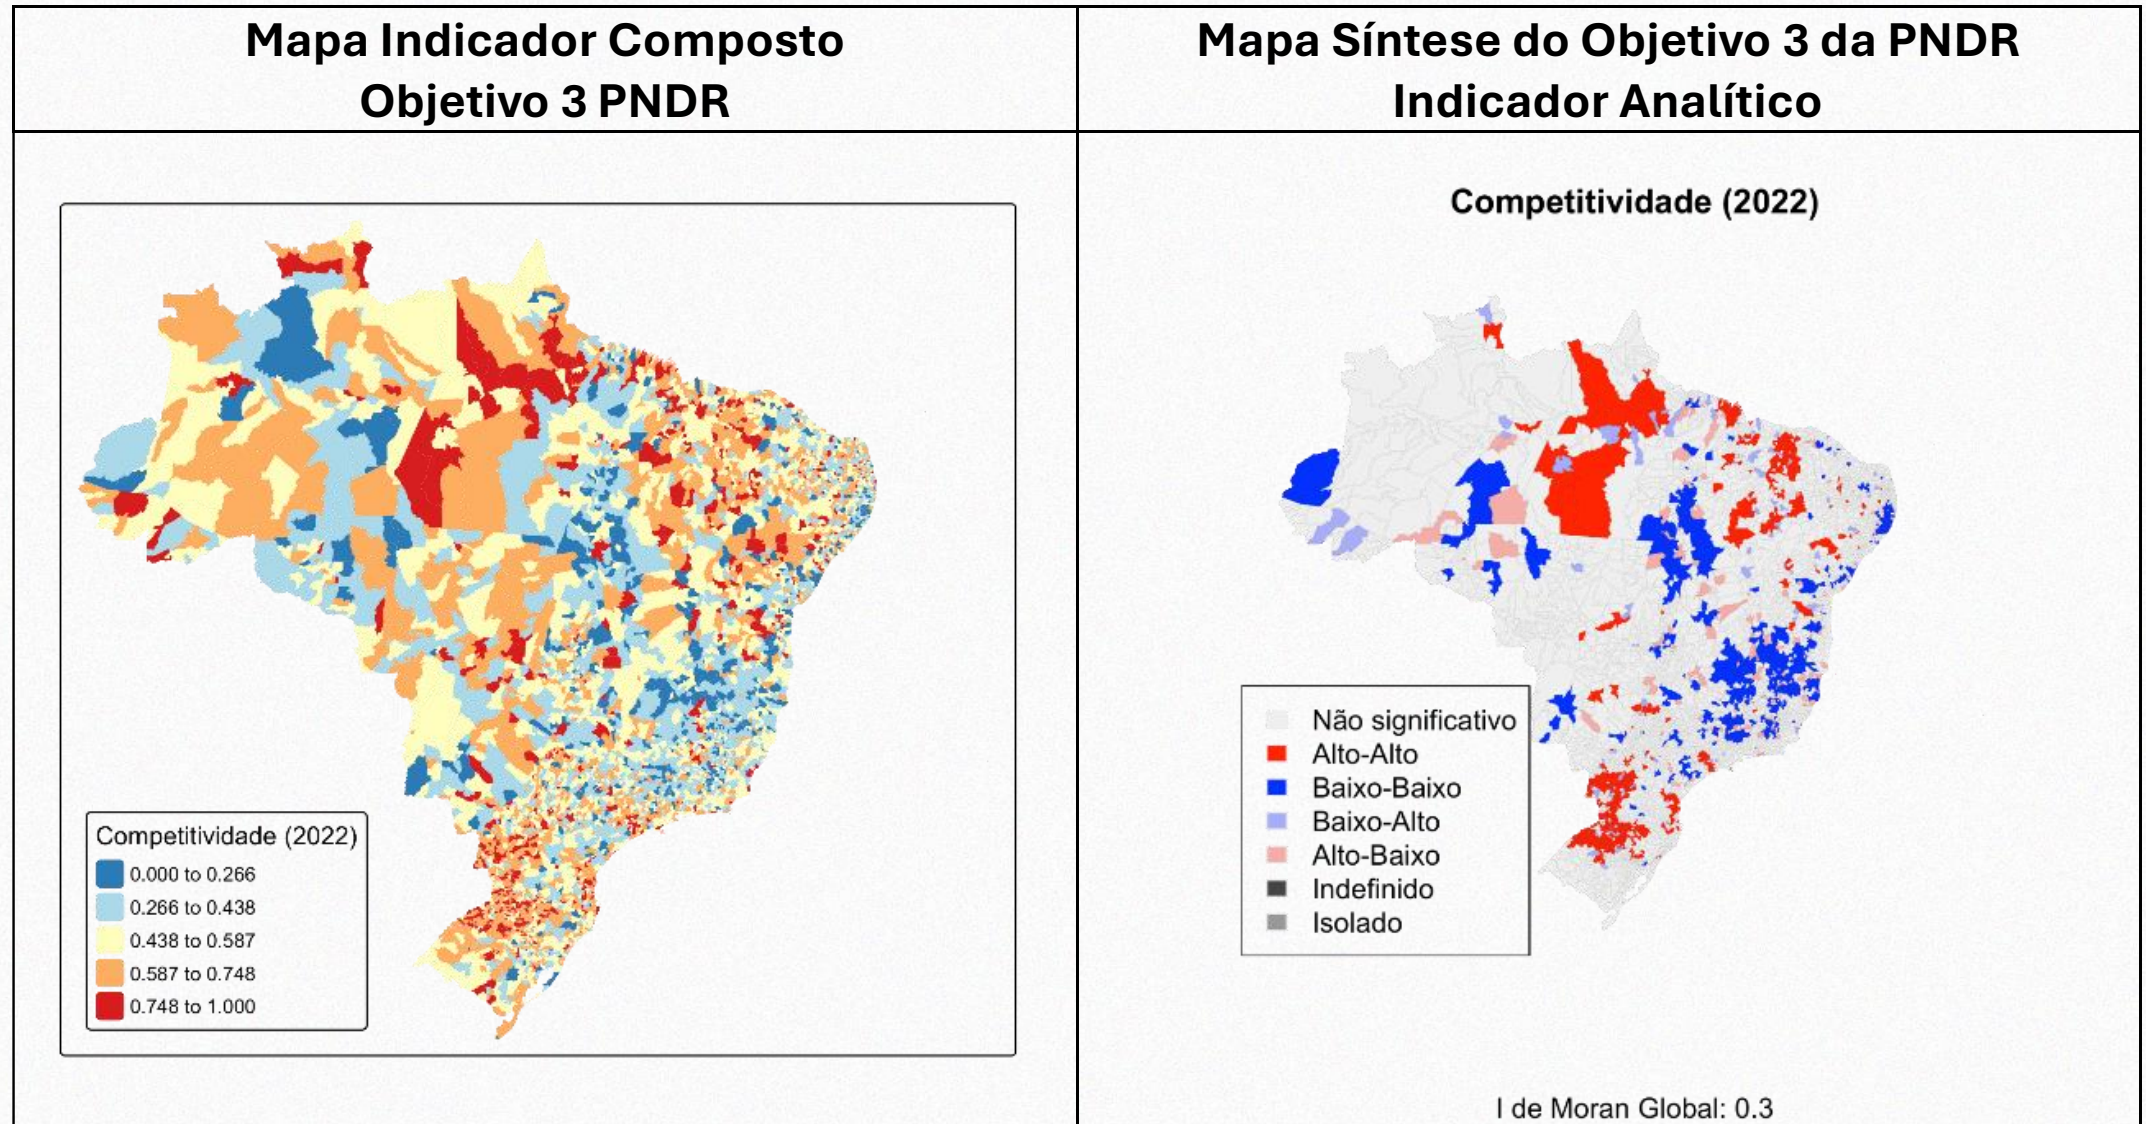 Mapa Indicador Composto
Objetivo 3 PNDR
Mapa Síntese do Objetivo 3 da PNDR
Indicador Analítico
Competitividade (2022)
0.000 to 0.266
0.266 to 0.438
0.438 to 0.587
0.587 to 0.748
0.748 to 1.000
Competitividade (2022)
Não significativo
Alto-Alto
Baixo-Baixo
Baixo-Alto
Alto-Baixo
Indefinido
Isolado
I de Moran Global: 0.3